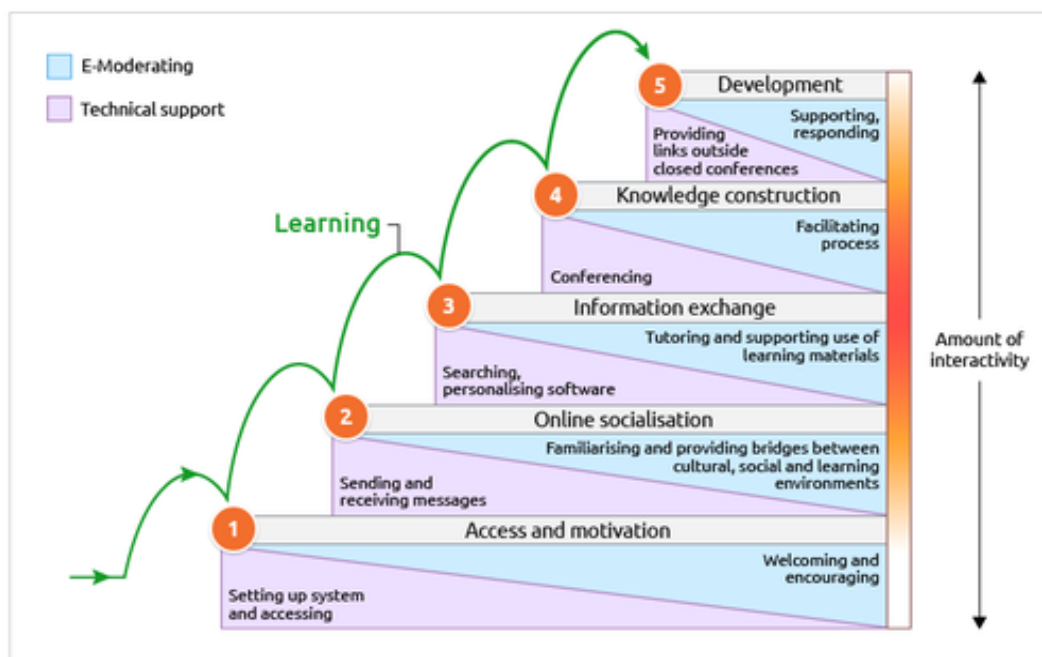 E-Moderating
Technical support
Learning
5
Development
Supporting,
responding
Providing
links outside
closed conferences
4
Knowledge construction
Facilitating
process
Conferencing
3
Information exchange
Tutoring and supporting use of
learning materials
Searching,
personalising software
2
Online socialisation
Familiarising and providing bridges between
cultural, social and learning
environments
Sending and
receiving messages
1
Access and motivation
Welcoming and
encouraging
Setting up system
and accessing
Amount of
interactivity